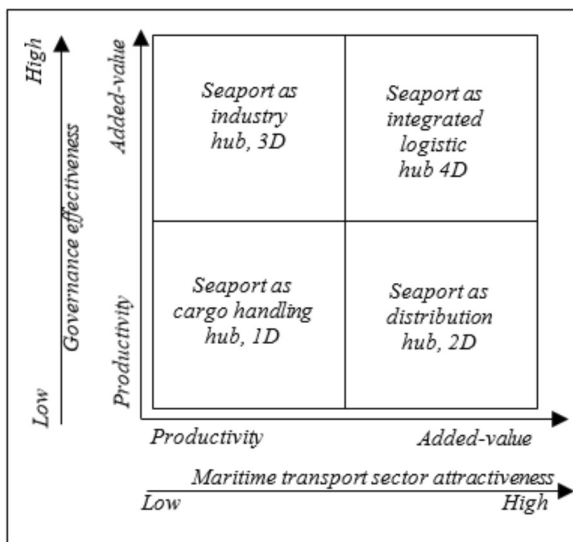 High
Governance effectiveness
Low
Added-value
Productivity
Seaport as
industry
hub, 3D
Seaport as
integrated
logistic
hub 4D
Seaport as
cargo handling
hub, 1D
Seaport as
distribution
hub, 2D
Productivity
Added-value
Maritime transport sector attractiveness
Low
High